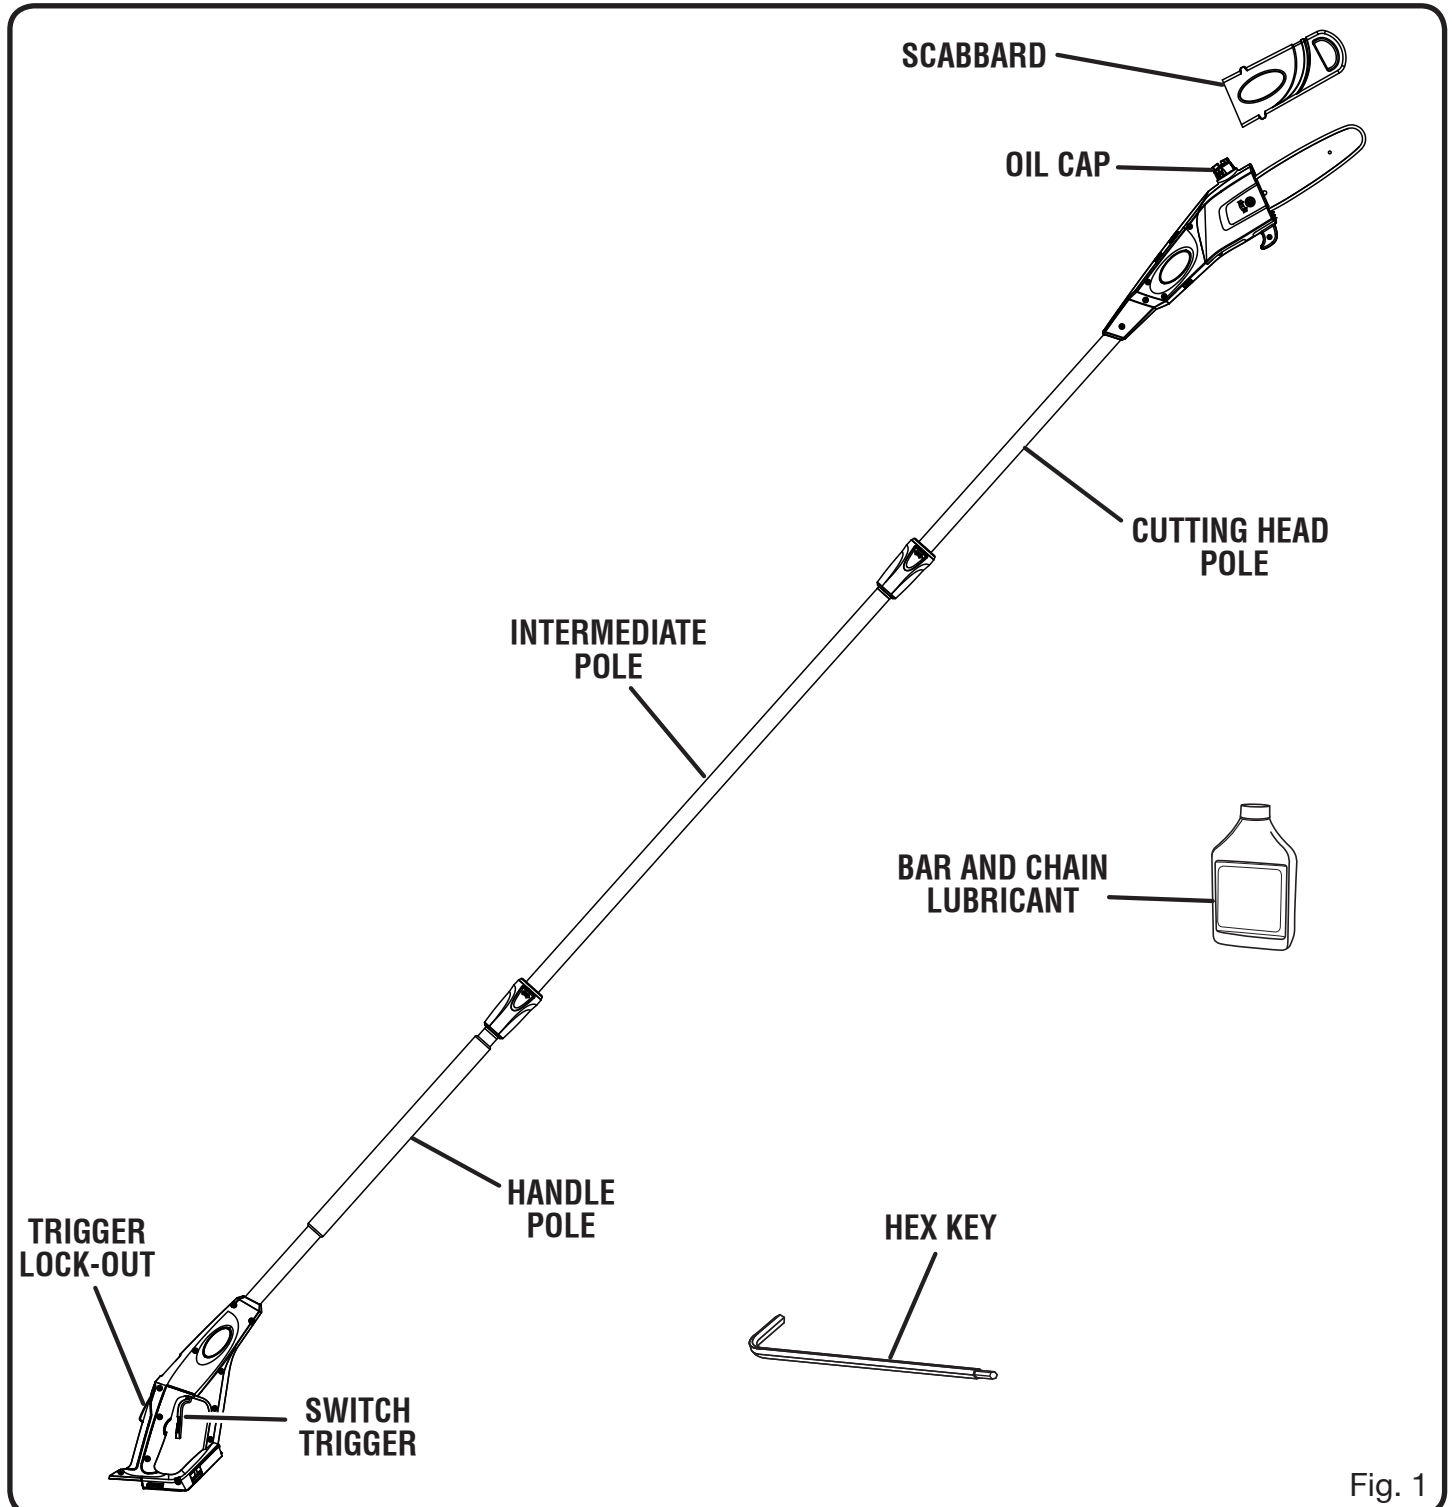 SCABBARD
OIL CAP
CUTTING HEAD
POLE
INTERMEDIATE
POLE
BAR AND CHAIN
LUBRICANT
HANDLE
POLE
TRIGGER
LOCK-OUT
HEX KEY
SWITCH
TRIGGER
Fig. 1